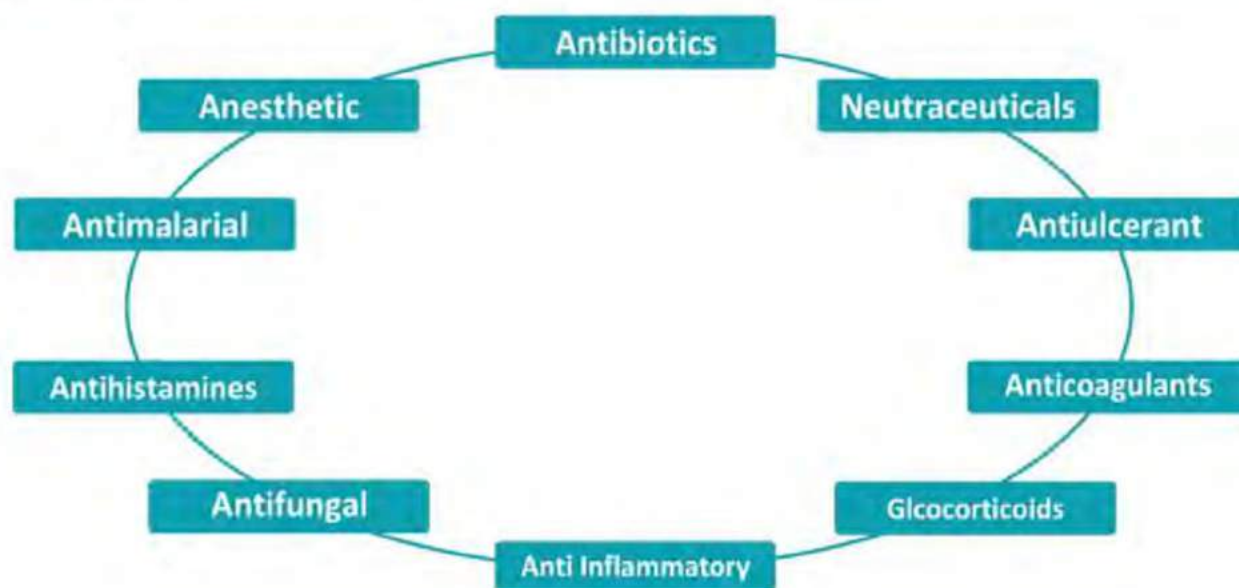 Antibiotics
Anesthetic
Neutraceuticals
Antimalarial
Antiulcerant
Antihistamines
Anticoagulants
Antifungal
Glcocorticoids
Anti Inflammatory